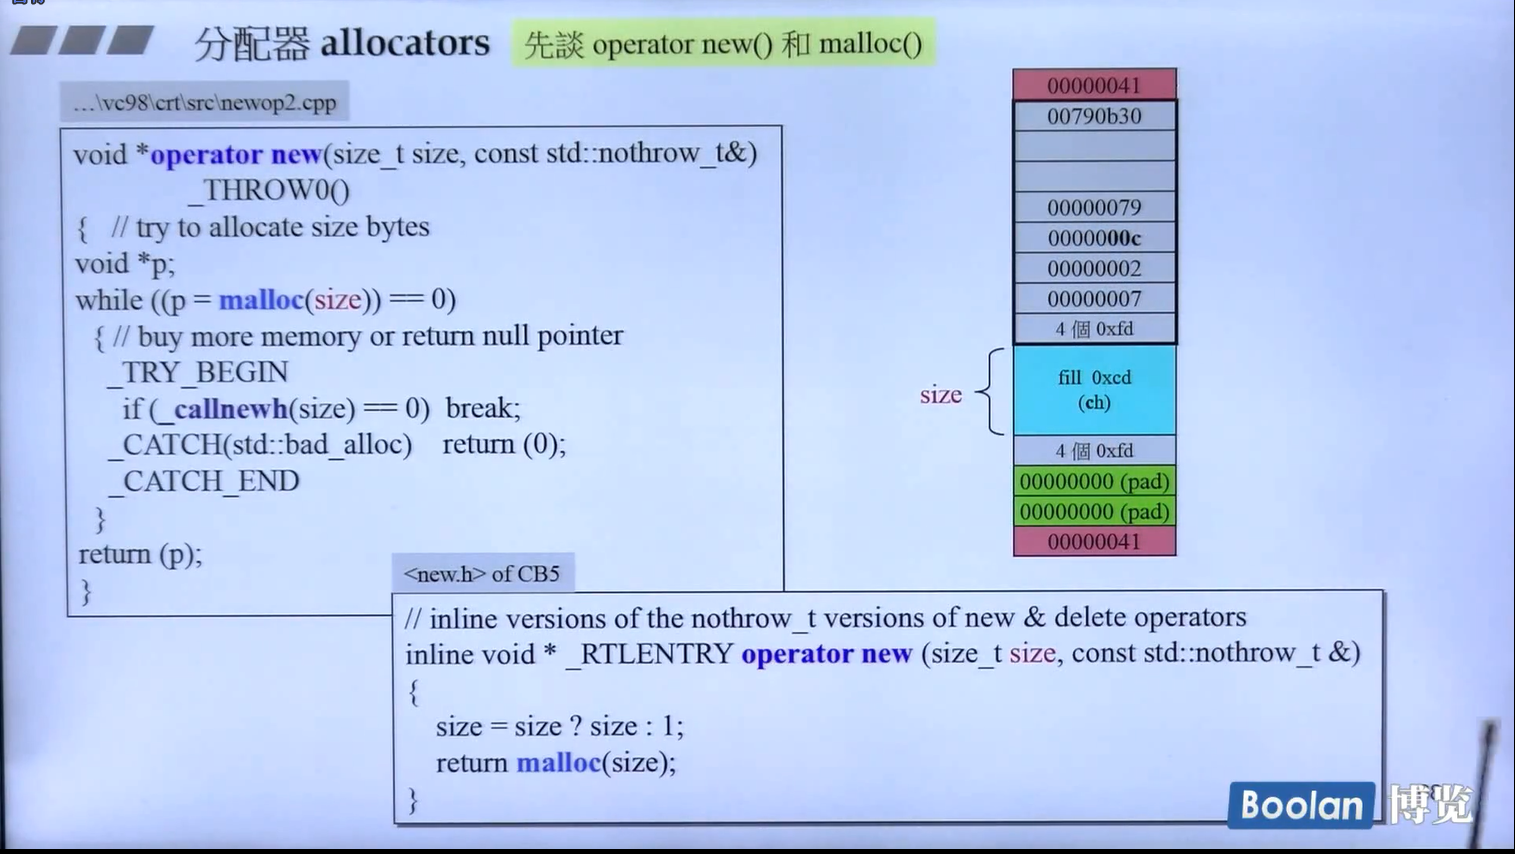 分配器 allocators
先談 operator new() 和 malloc()
…\vc98\crt\src\newop2.cpp
void *operator new(size_t size, const std::nothrow_t&)
_THROW0()
{ // try to allocate size bytes
void *p;
while ((p = malloc(size)) == 0)
{ // buy more memory or return null pointer
_TRY_BEGIN
if (_callnewh(size) == 0) break;
_CATCH(std::bad_alloc) return (0);
_CATCH_END
}
return (p);
}
<new.h> of CB5
// inline versions of the nothrow_t versions of new & delete operators
inline void * _RTLENTRY operator new (size_t size, const std::nothrow_t &)
{
size = size ? size : 1;
return malloc(size);
}
00000041
00790b30
00000079
0000000c
00000002
00000007
4 個 0xfd
size
fill 0xcd
(ch)
4 個 0xfd
00000000 (pad)
00000000 (pad)
00000041
Boolan 博览